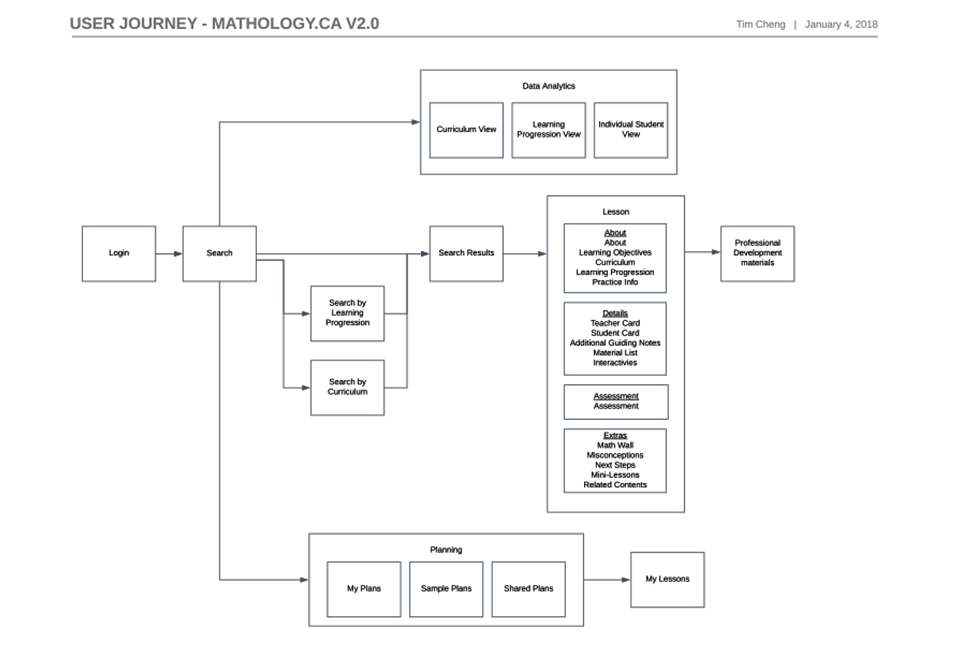 USER JOURNEY - MATHOLOGY.CA V2.0
Tim Cheng | January 4, 2018
Data Analytics
Curriculum View
Learning
Progression View
Individual Student
View
Login
Search
Search Results
Search by
Learning
Progression
Search by
Curriculum
Lesson
About
About
Learning Objectives
Curriculum
Learning Progression
Practice Info
Details
Teacher Card
Student Card
Additional Guiding Notes
Material List
Interactivies
Assessment
Assessment
Extras
Math Wall
Misconceptions
Next Steps
Mini-Lessons
Related Contents
Professional
Development
materials
Planning
My Plans
Sample Plans
Shared Plans
My Lessons